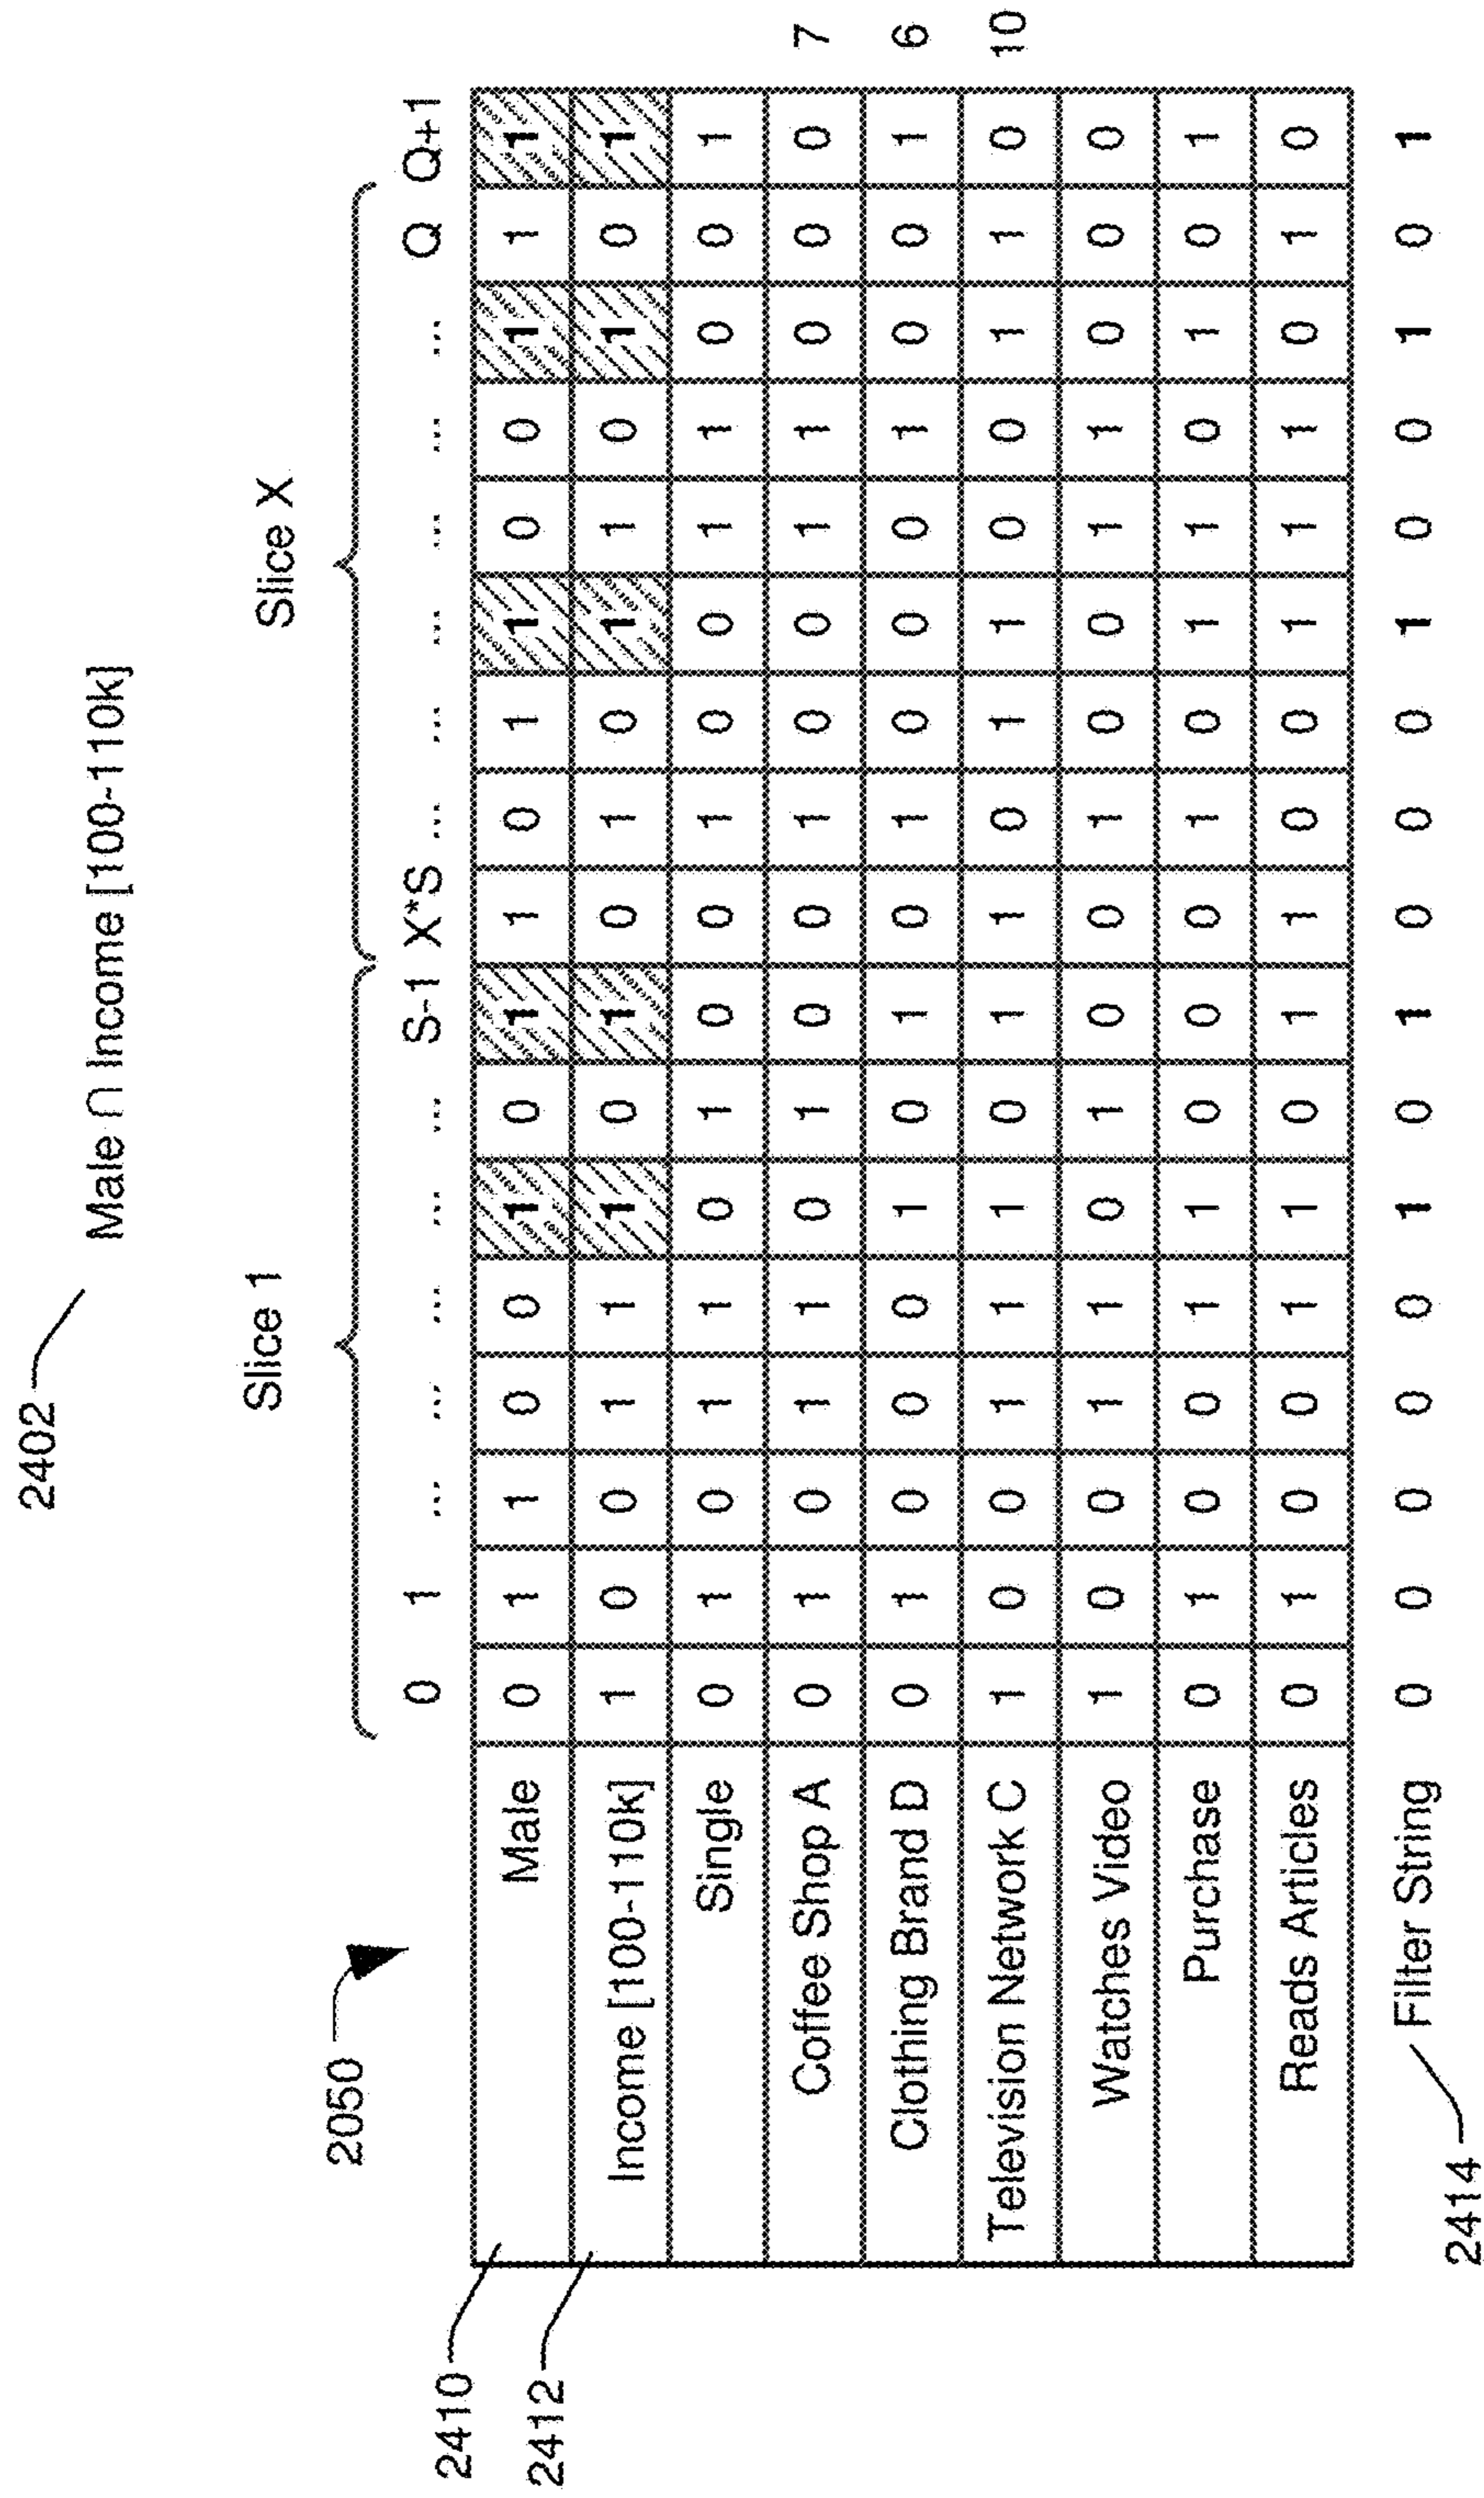 2402
Male ∩ Income [100-110k]
Slice 1 Slice X
2050
0 1 ... ... ... ... ... S-1 X*S ... ... ... ... ... ... Q Q+1
2410 Male 0 1 1 0 0 1 0 1 1 0 1 1 0 0 1 1 1
2412 Income [100-110k] 1 0 0 1 1 1 0 1 0 1 0 1 1 0 1 0 1
Single 0 1 0 1 1 0 1 0 0 1 0 0 1 1 0 0 1
Coffee Shop A 0 1 0 1 1 0 1 0 0 1 0 0 1 1 0 0 0 7
Clothing Brand D 0 1 0 0 0 1 0 1 0 1 0 0 0 1 0 0 1 6
Television Network C 1 0 0 1 1 1 0 1 1 0 1 1 0 0 1 1 0 10
Watches Video 1 0 0 1 1 0 1 0 0 1 0 0 1 1 0 0 0
Purchase 0 1 0 0 1 1 0 0 0 1 0 1 1 0 1 0 1
Reads Articles 0 1 0 0 1 1 0 1 1 0 0 1 1 1 0 1 0
Filter String 0 0 0 0 0 1 0 1 0 0 0 1 0 0 1 0 1
2414